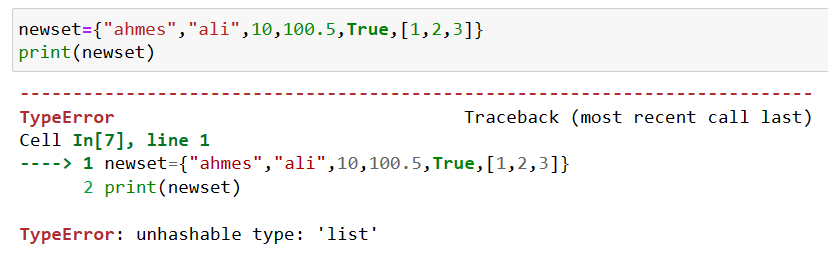 newset={"ahmes","ali",10,100.5,True,[1,2,3]}
print(newset)
---------------------------------------------------------------------------
TypeError                                 Traceback (most recent call last)
Cell In[7], line 1
----> 1 newset={"ahmes","ali",10,100.5,True,[1,2,3]}
      2 print(newset)
TypeError: unhashable type: 'list'